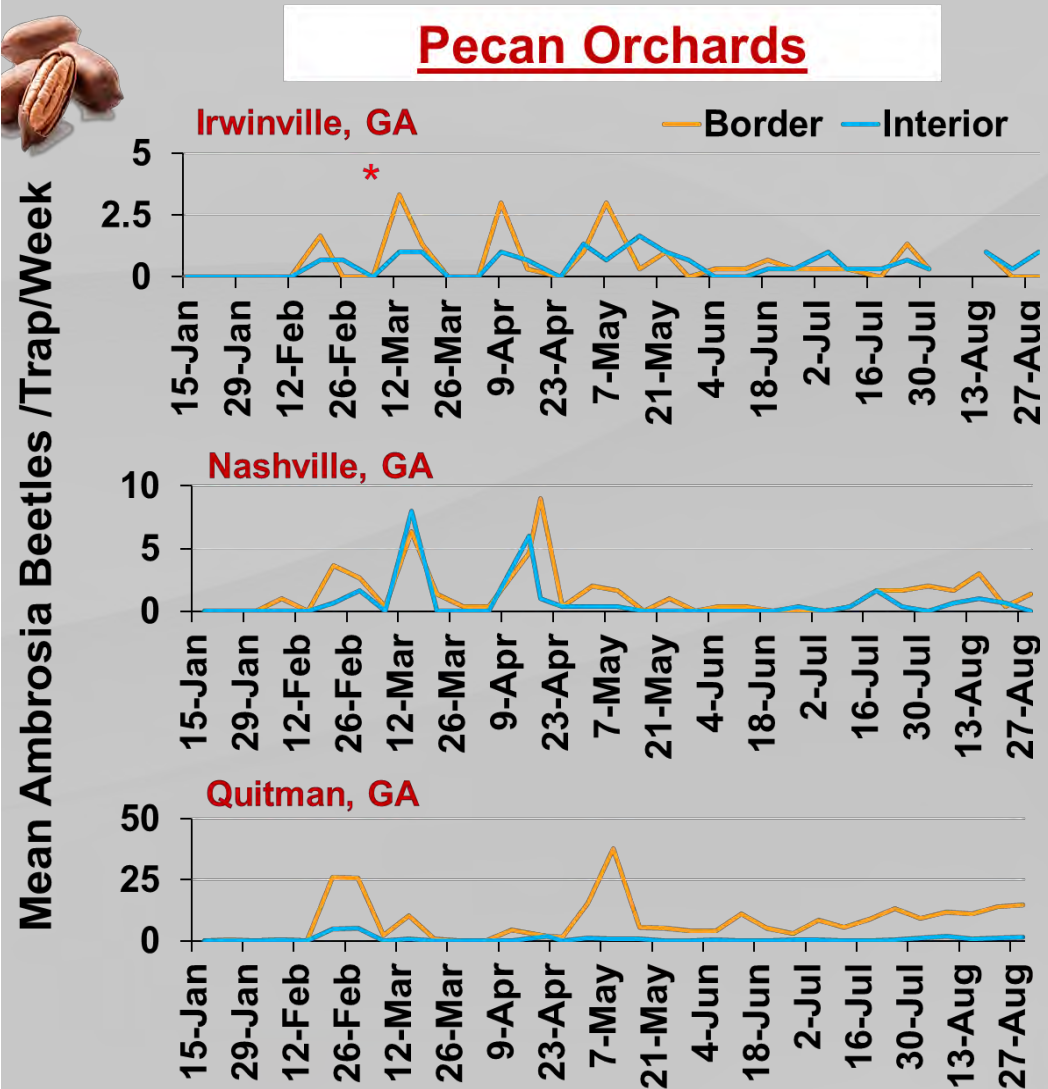 Pecan Orchards
Mean Ambrosia Beetles /Trap/Week
Irwinville, GA
Border Interior
*
5
2.5
0
15-Jan 29-Jan 12-Feb 26-Feb 12-Mar 26-Mar 9-Apr 23-Apr 7-May 21-May 4-Jun 18-Jun 2-Jul 16-Jul 30-Jul 13-Aug 27-Aug
Nashville, GA
10
5
0
15-Jan 29-Jan 12-Feb 26-Feb 12-Mar 26-Mar 9-Apr 23-Apr 7-May 21-May 4-Jun 18-Jun 2-Jul 16-Jul 30-Jul 13-Aug 27-Aug
Quitman, GA
50
25
0
15-Jan 29-Jan 12-Feb 26-Feb 12-Mar 26-Mar 9-Apr 23-Apr 7-May 21-May 4-Jun 18-Jun 2-Jul 16-Jul 30-Jul 13-Aug 27-Aug